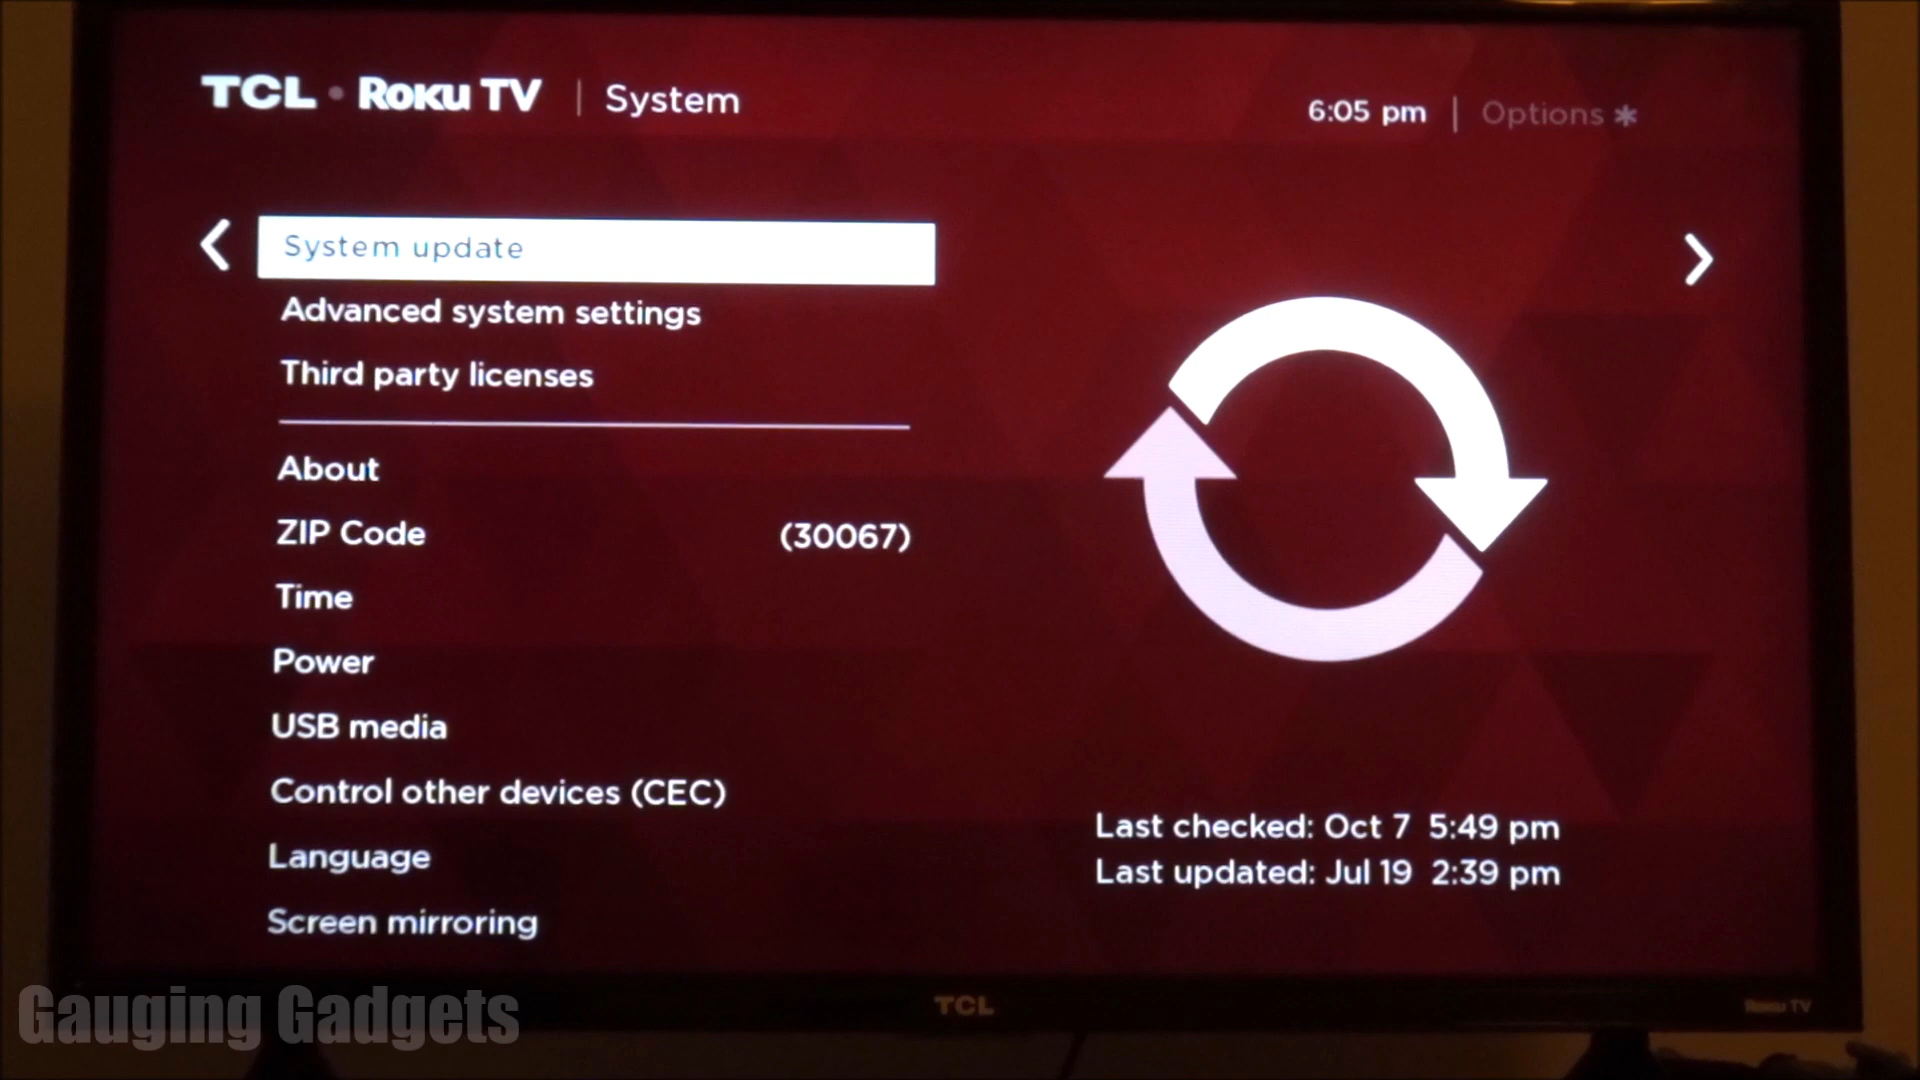 TCL • Roku TV | System
6:05 pm | Options *
System update
Advanced system settings
Third party licenses
About
ZIP Code (30067)
Time
Power
USB media
Control other devices (CEC)
Language
Screen mirroring
Last checked: Oct 7 5:49 pm
Last updated: Jul 19 2:39 pm
Gauging Gadgets
TCL
Roku TV